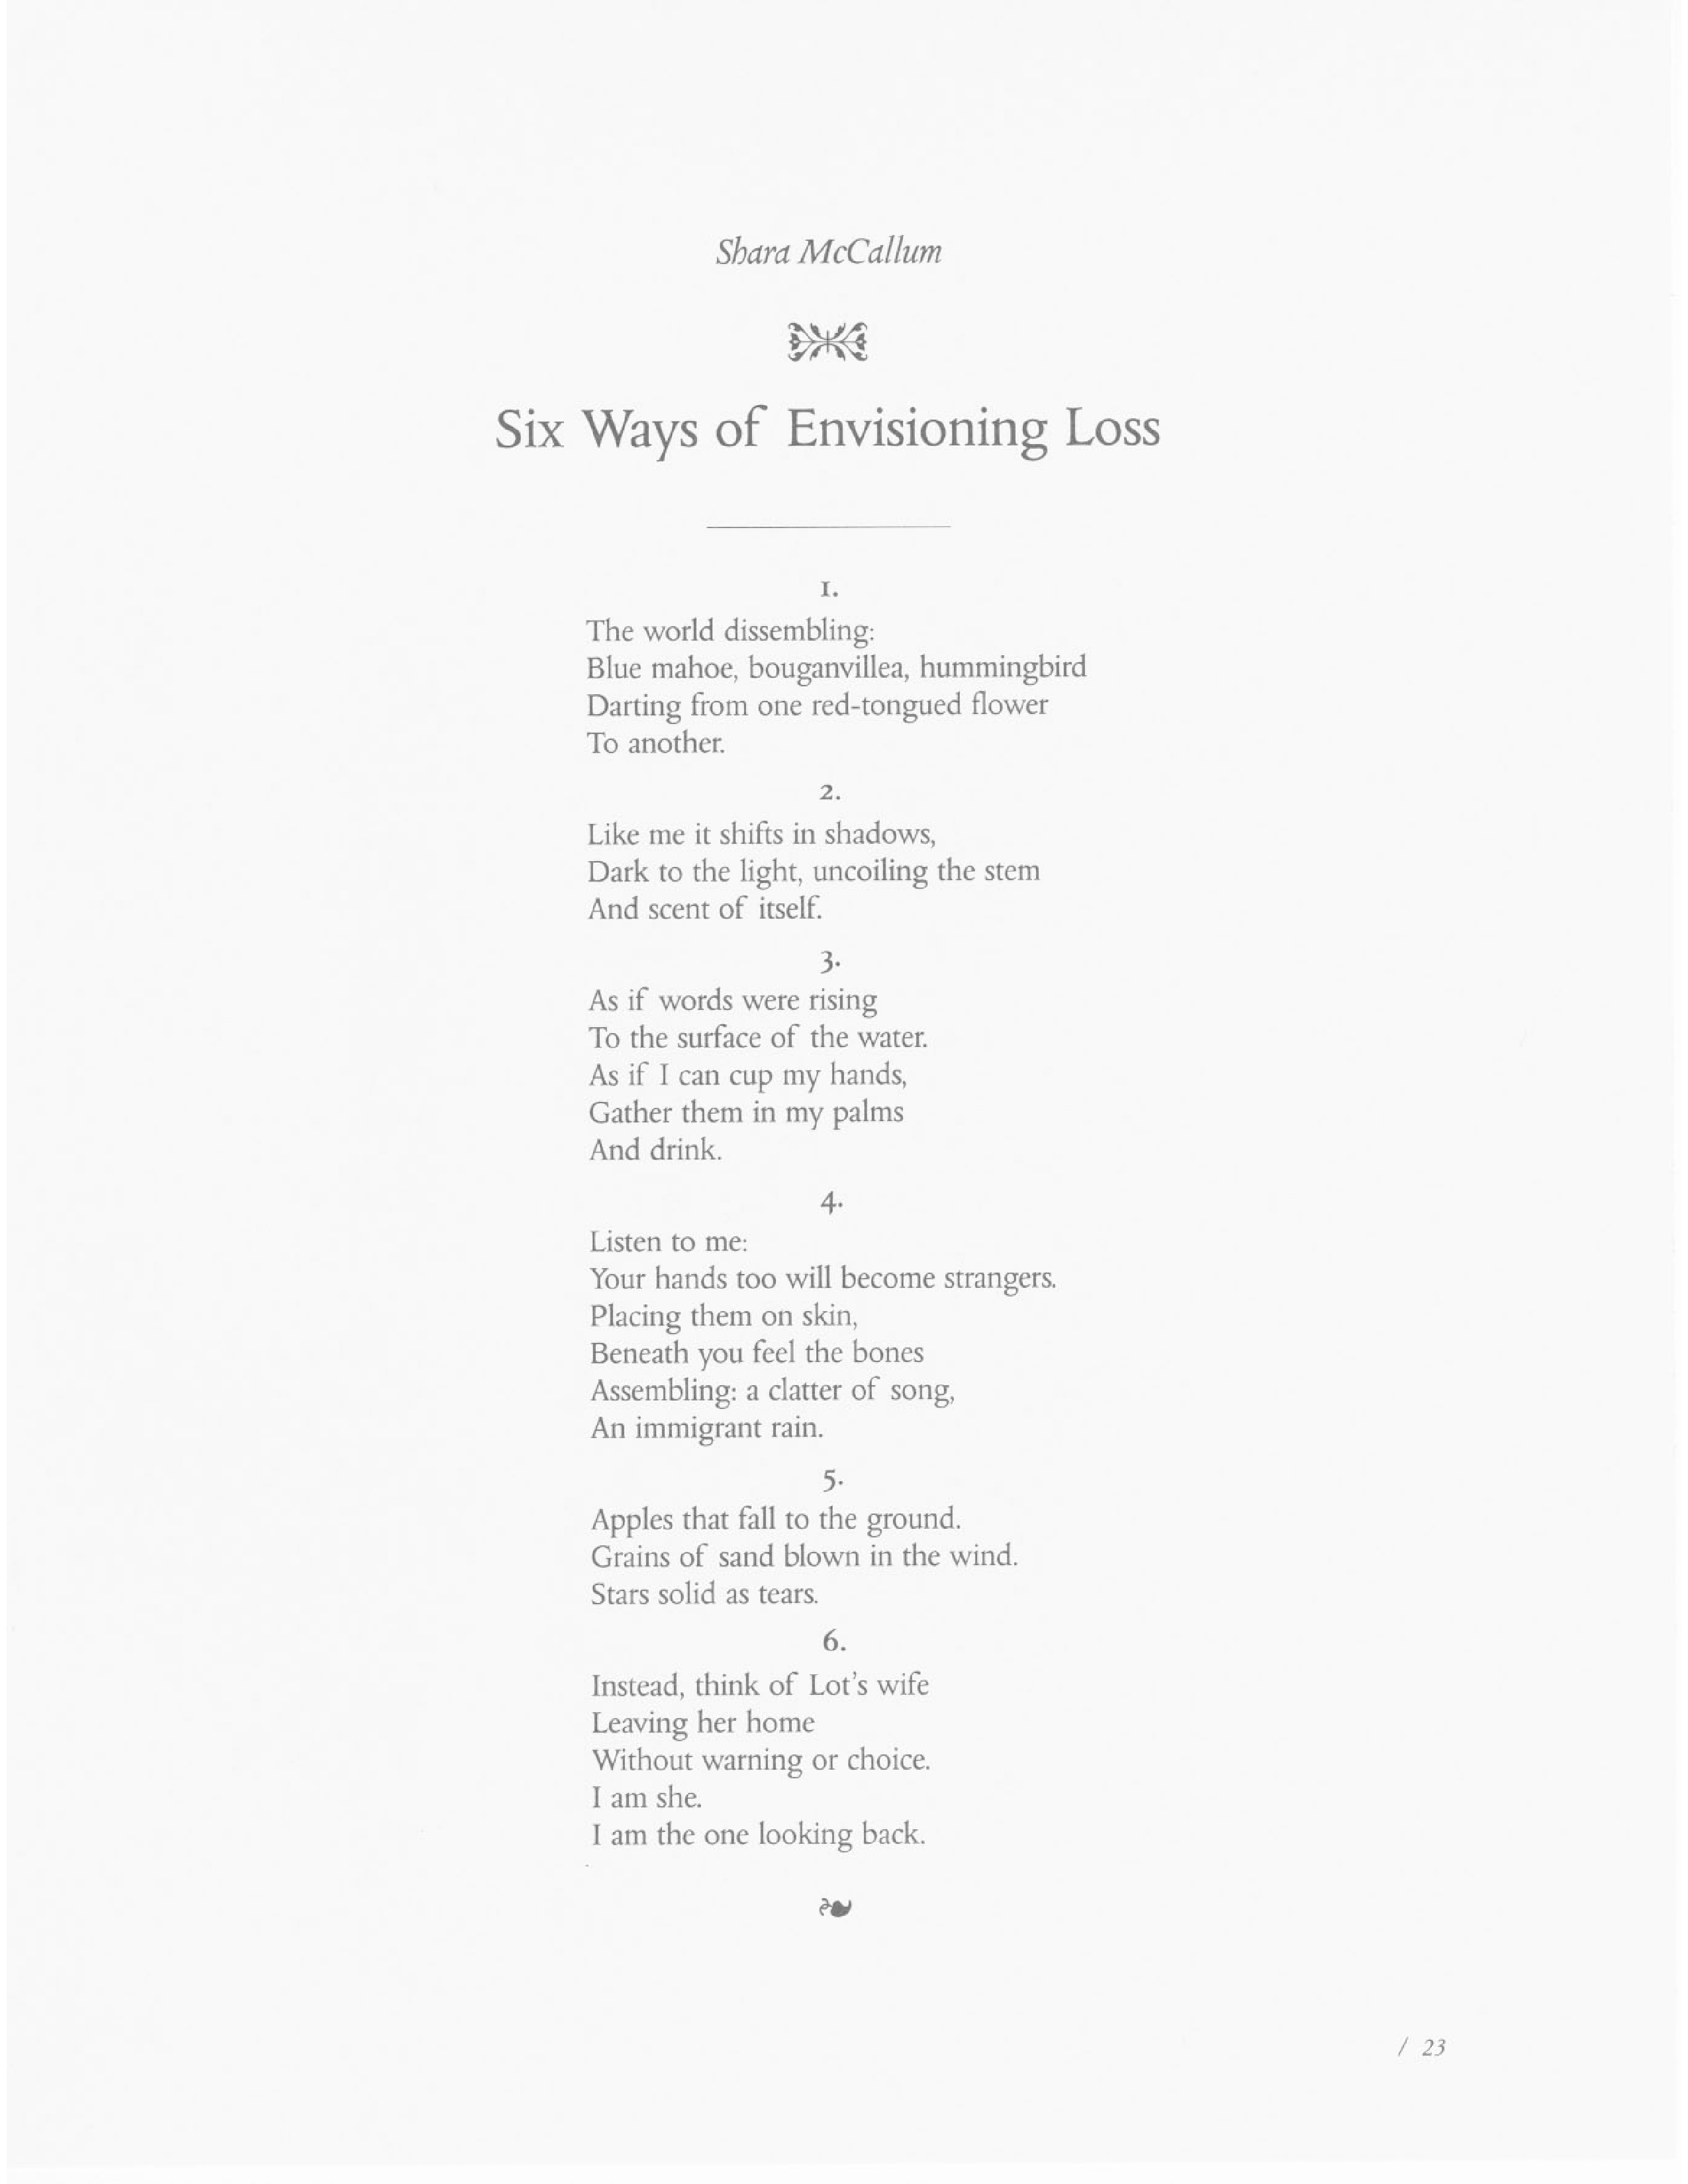 Shara McCallum
Six Ways of Envisioning Loss
1.
The world dissembling:
Blue mahoe, bouganvillea, hummingbird
Darting from one red-tongued flower
To another.
2.
Like me it shifts in shadows,
Dark to the light, uncoiling the stem
And scent of itself.
3.
As if words were rising
To the surface of the water.
As if I can cup my hands,
Gather them in my palms
And drink.
4.
Listen to me:
Your hands too will become strangers.
Placing them on skin,
Beneath you feel the bones
Assembling: a clatter of song,
An immigrant rain.
5.
Apples that fall to the ground.
Grains of sand blown in the wind.
Stars solid as tears.
6.
Instead, think of Lot's wife
Leaving her home
Without warning or choice.
I am she.
I am the one looking back.
/ 23